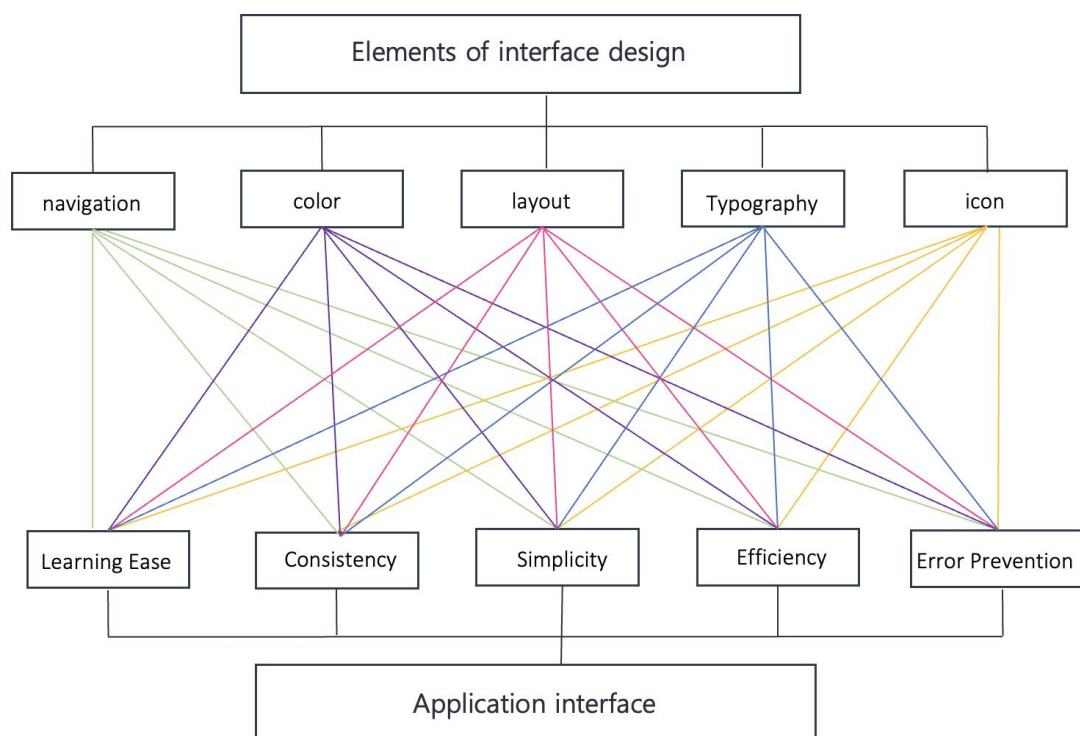 Elements of interface design
navigation
color
layout
Typography
icon
Learning Ease
Consistency
Simplicity
Efficiency
Error Prevention
Application interface